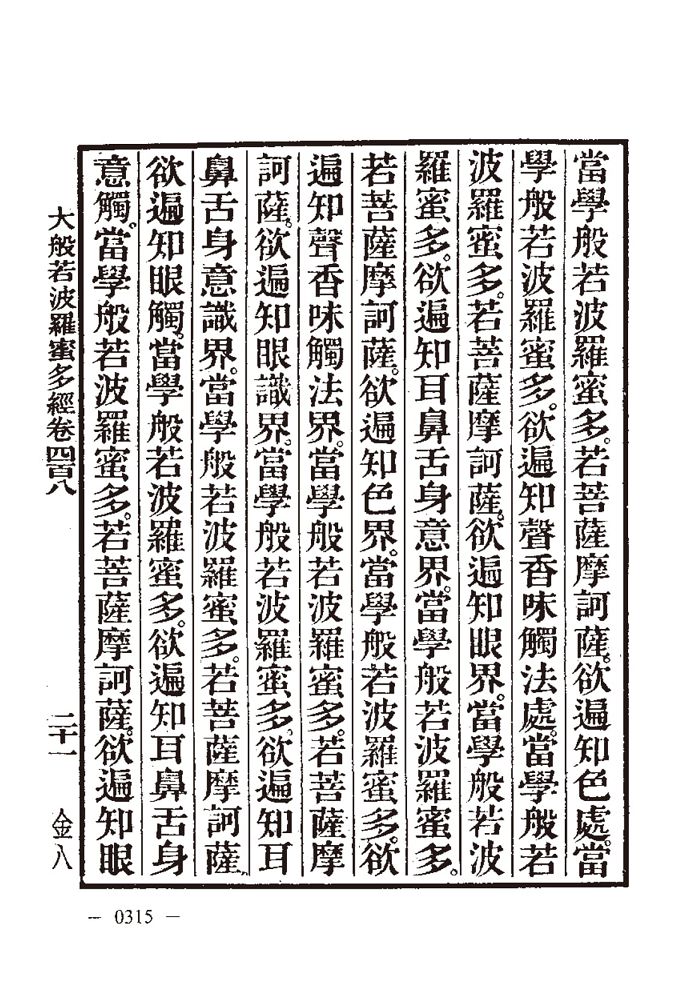 當學般若波羅蜜多。若菩薩摩訶薩。欲遍知色處。當
學般若波羅蜜多。欲遍知聲香味觸法處。當學般若
波羅蜜多。若菩薩摩訶薩。欲遍知眼界。當學般若波
羅蜜多。欲遍知耳鼻舌身意界。當學般若波羅蜜多。
若菩薩摩訶薩。欲遍知色界。當學般若波羅蜜多。欲
遍知聲香味觸法界。當學般若波羅蜜多。若菩薩摩
訶薩。欲遍知眼識界。當學般若波羅蜜多。欲遍知耳
鼻舌身意識界。當學般若波羅蜜多。若菩薩摩訶薩。
欲遍知眼觸。當學般若波羅蜜多。欲遍知耳鼻舌身
意觸。當學般若波羅蜜多。若菩薩摩訶薩。欲遍知眼
大般若波羅蜜多經卷四百八 二十一 金八
— 0315 —